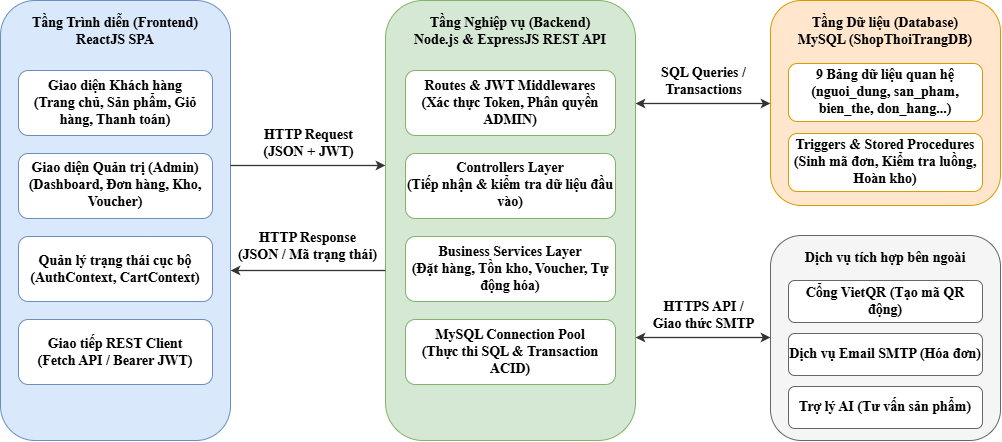 Tầng Trình diễn (Frontend)
ReactJS SPA
Giao diện Khách hàng
(Trang chủ, Sản phẩm, Giỏ
hàng, Thanh toán)
Giao diện Quản trị (Admin)
(Dashboard, Đơn hàng, Kho,
Voucher)
Quản lý trạng thái cục bộ
(AuthContext, CartContext)
Giao tiếp REST Client
(Fetch API / Bearer JWT)
HTTP Request
(JSON + JWT)
HTTP Response
(JSON / Mã trạng thái)
Tầng Nghiệp vụ (Backend)
Node.js & ExpressJS REST API
Routes & JWT Middlewares
(Xác thực Token, Phân quyền
ADMIN)
Controllers Layer
(Tiếp nhận & kiểm tra dữ liệu đầu
vào)
Business Services Layer
(Đặt hàng, Tồn kho, Voucher, Tự
động hóa)
MySQL Connection Pool
(Thực thi SQL & Transaction
ACID)
SQL Queries /
Transactions
HTTPS API /
Giao thức SMTP
Tầng Dữ liệu (Database)
MySQL (ShopThoiTrangDB)
9 Bảng dữ liệu quan hệ
(nguoi_dung, san_pham,
bien_the, don_hang...)
Triggers & Stored Procedures
(Sinh mã đơn, Kiểm tra luồng,
Hoàn kho)
Dịch vụ tích hợp bên ngoài
Cổng VietQR (Tạo mã QR
động)
Dịch vụ Email SMTP (Hóa đơn)
Trợ lý AI (Tư vấn sản phẩm)